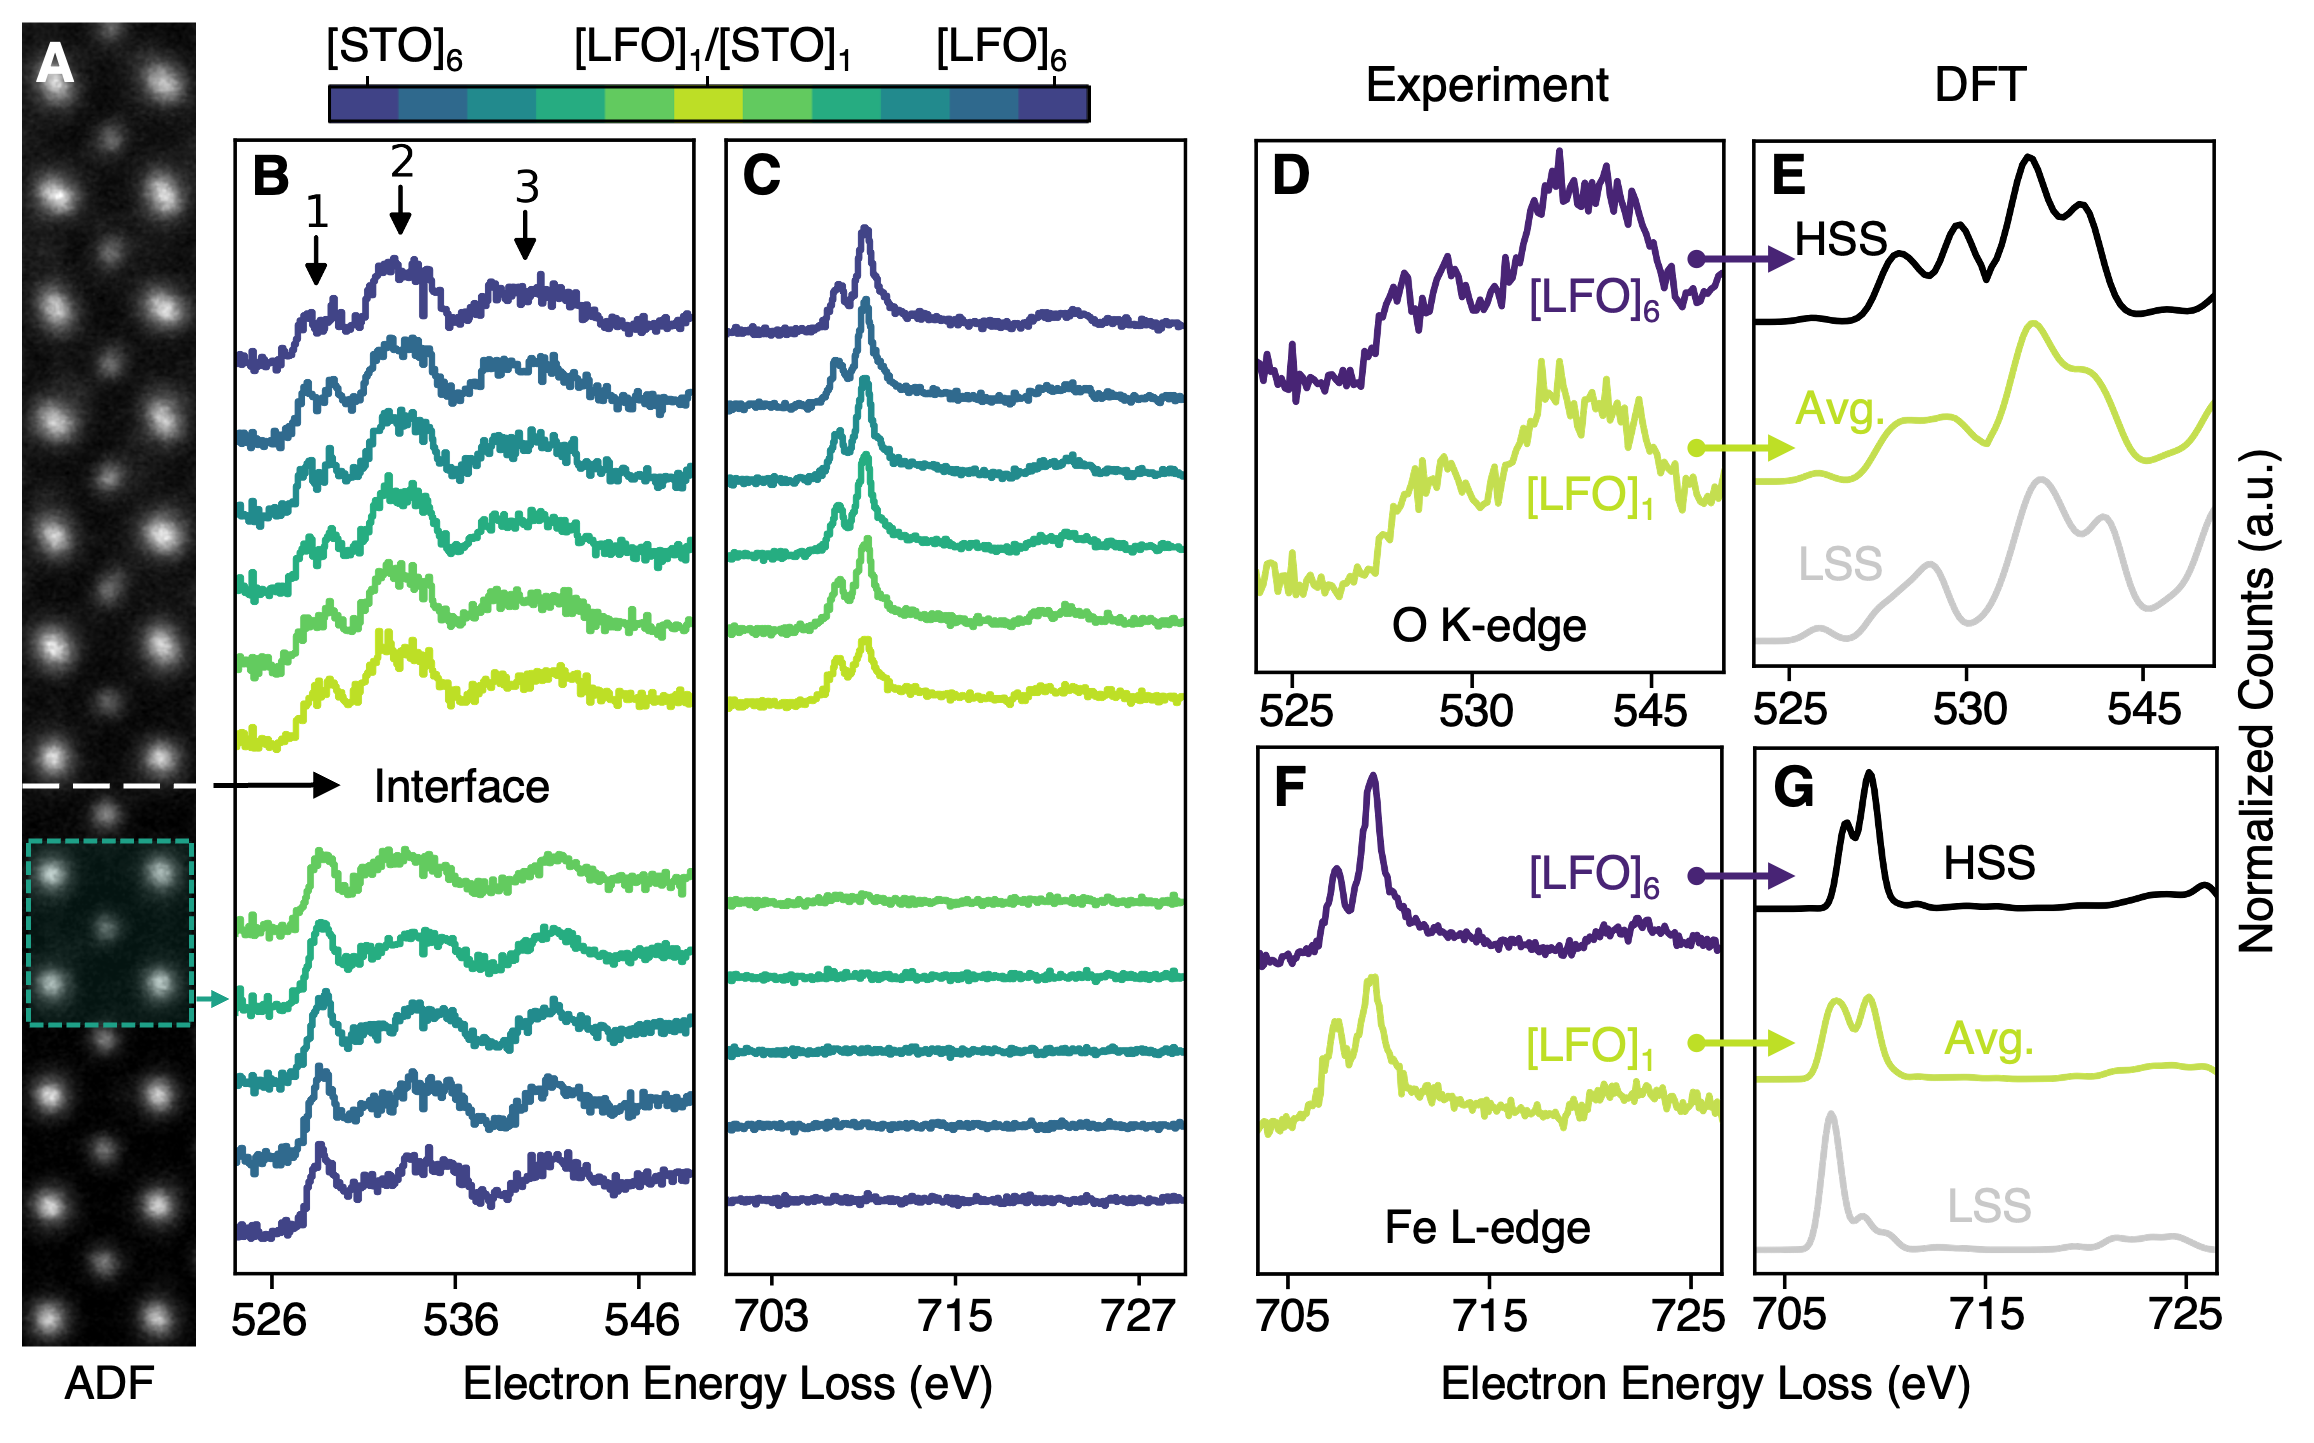 [STO]6 [LFO]1/[STO]1 [LFO]6
A
ADF
B
1 2 3
Interface
526 536 546
C
703 715 727
Electron Energy Loss (eV)
Experiment DFT
D
[LFO]6
[LFO]1
O K-edge
525 530 545
E
HSS
Avg.
LSS
525 530 545
F
[LFO]6
[LFO]1
Fe L-edge
705 715 725
G
HSS
Avg.
LSS
705 715 725
Electron Energy Loss (eV)
Normalized Counts (a.u.)